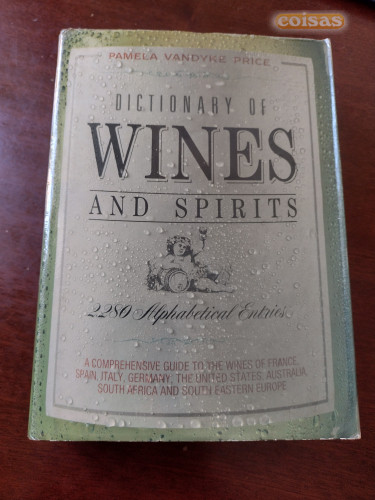 coisas
PAMELA VANDYKE PRICE
DICTIONARY OF
WINES
AND SPIRITS
2280 Alphabetical Entries
A COMPREHENSIVE GUIDE TO THE WINES OF FRANCE,
SPAIN, ITALY, GERMANY, THE UNITED STATES, AUSTRALIA,
SOUTH AFRICA AND SOUTH EASTERN EUROPE